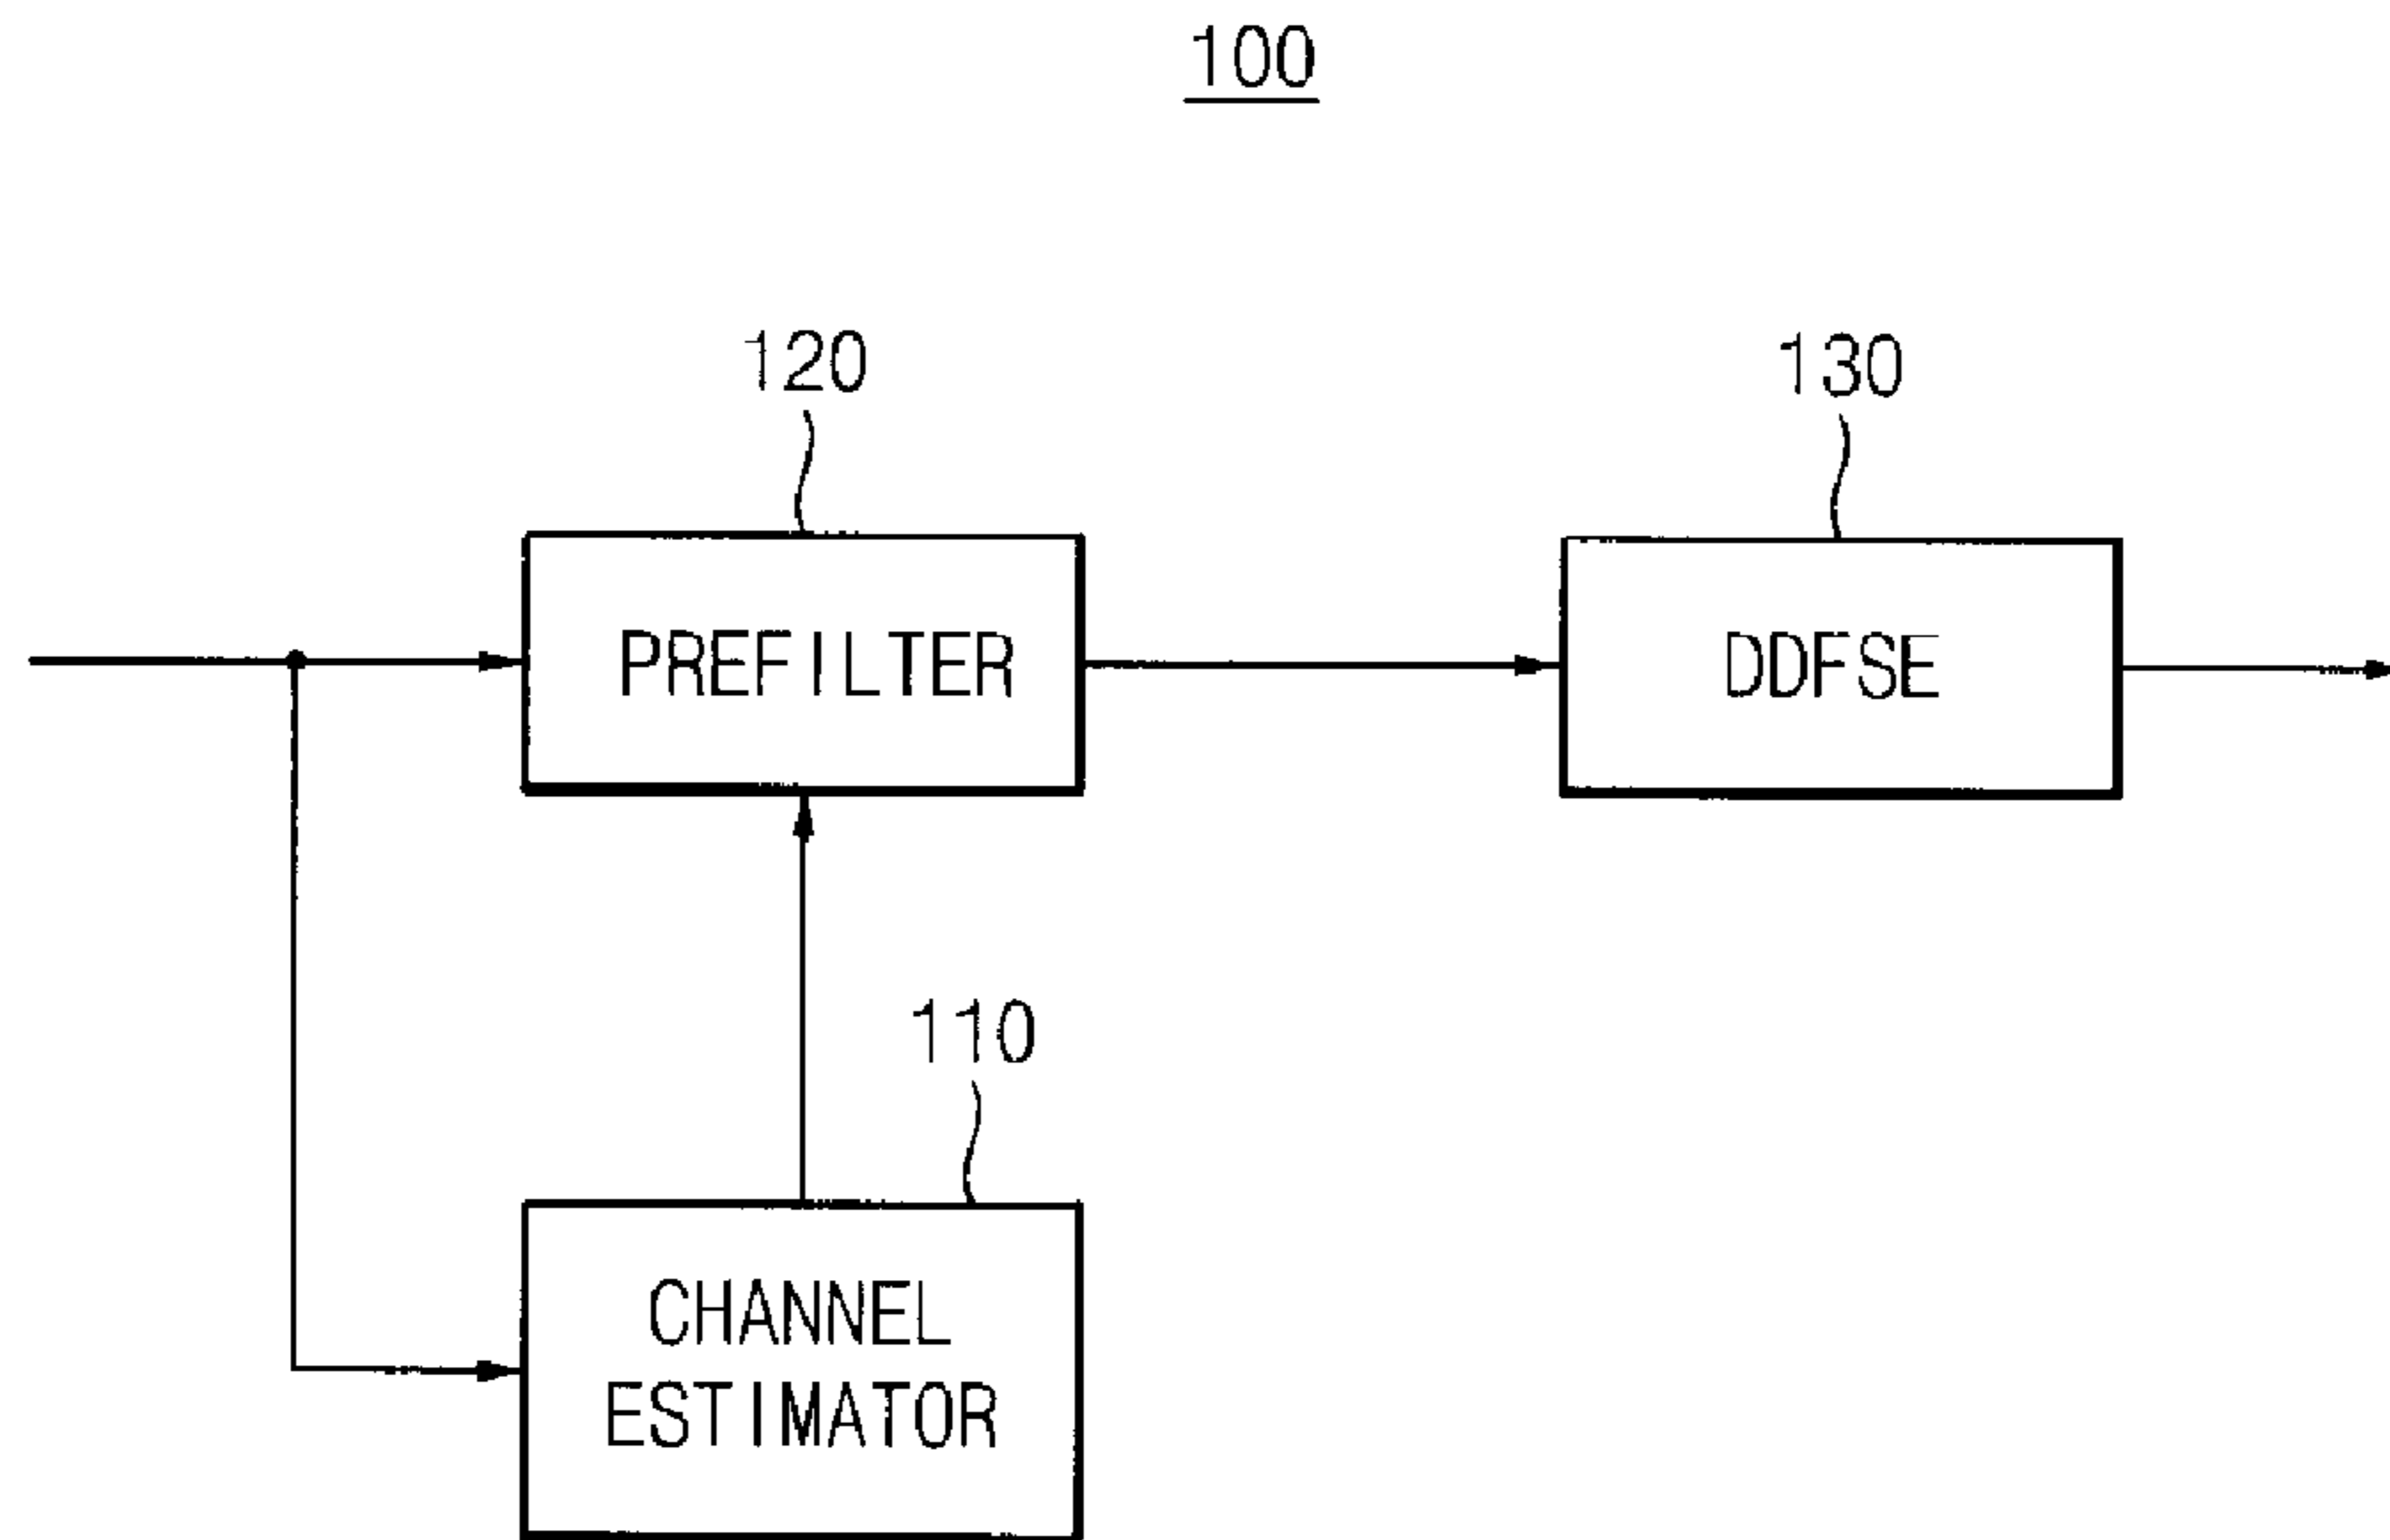 100
120
130
PREFILTER
DDFSE
110
CHANNEL
ESTIMATOR